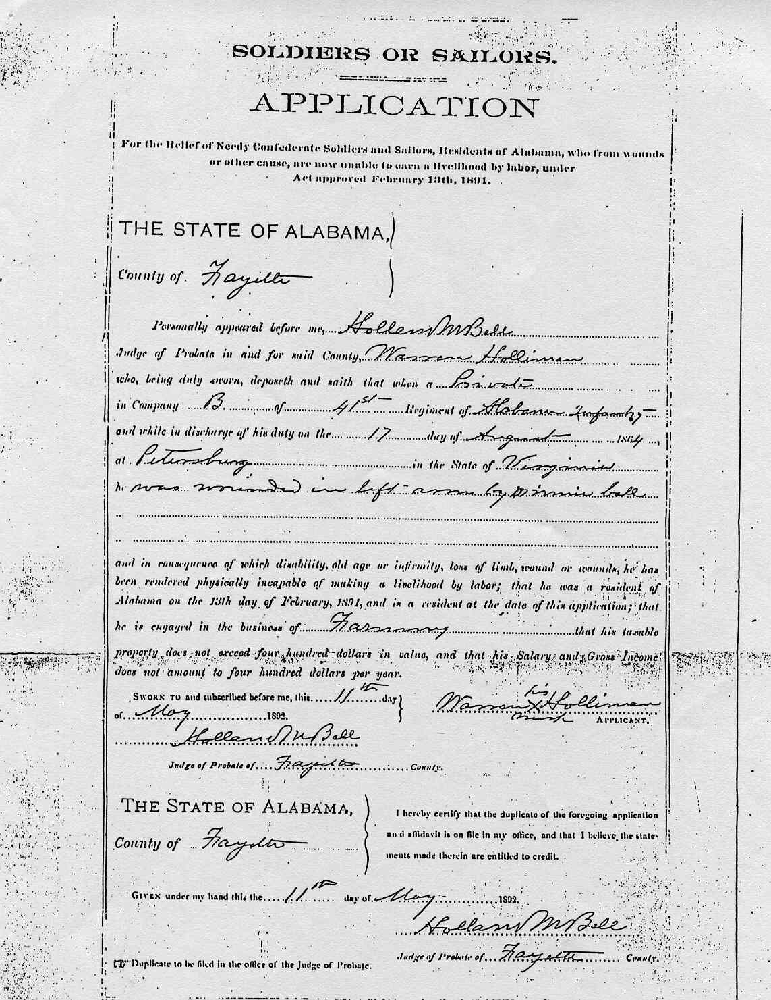 SOLDIERS OR SAILORS.
APPLICATION
For the Relief of Needy Confederate Soldiers and Sailors, Residents of Alabama, who from wounds
or other cause, are now unable to earn a livelihood by labor, under
Act approved February 13th, 1891.
THE STATE OF ALABAMA,
County of Fayette
Personally appeared before me, Holland M Bell
Judge of Probate in and for said County, Warren Holliman
who, being duly sworn, deposeth and saith that when a Private
in Company B. of 41st Regiment of Alabama Infantry
and while in discharge of his duty on the 17 day of August 1864,
at Petersburg in the State of Virginia
he was wounded in left arm by minnie ball
and in consequence of which disability, old age or infirmity, loss of limb, wound or wounds, he has
been rendered physically incapable of making a livelihood by labor; that he was a resident of
Alabama on the 13th day of February, 1891, and is a resident at the date of this application; that
he is engaged in the business of Farming that his taxable
property does not exceed four hundred dollars in value, and that his Salary and Gross Income
does not amount to four hundred dollars per year.
SWORN TO and subscribed before me, this 11th day
of May 1892.
his
Warren X Holliman
mark
APPLICANT.
Holland M Bell
Judge of Probate of Fayette County.
THE STATE OF ALABAMA,
County of Fayette
I hereby certify that the duplicate of the foregoing application
and affidavit is on file in my office, and that I believe the state-
ments made therein are entitled to credit.
GIVEN under my hand this the 11th day of May 1892.
Holland M Bell
Judge of Probate of Fayette County.
Duplicate to be filed in the office of the Judge of Probate.